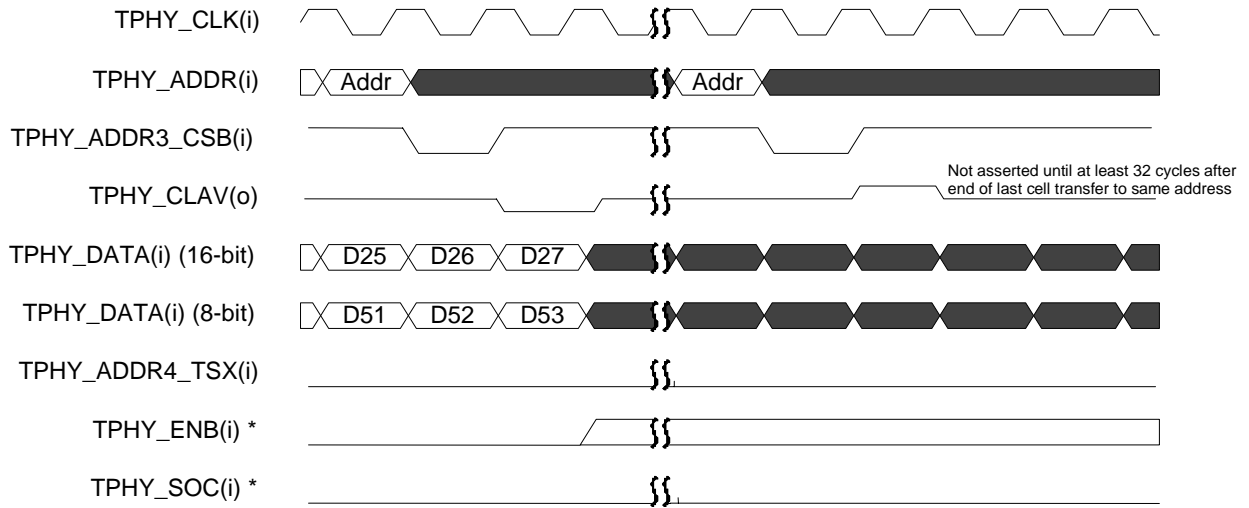 TPHY_CLK(i)
TPHY_ADDR(i)
Addr
Addr
TPHY_ADDR3_CSB(i)
TPHY_CLAV(o)
Not asserted until at least 32 cycles after
end of last cell transfer to same address
TPHY_DATA(i) (16-bit)
D25
D26
D27
TPHY_DATA(i) (8-bit)
D51
D52
D53
TPHY_ADDR4_TSX(i)
TPHY_ENB(i) *
TPHY_SOC(i) *